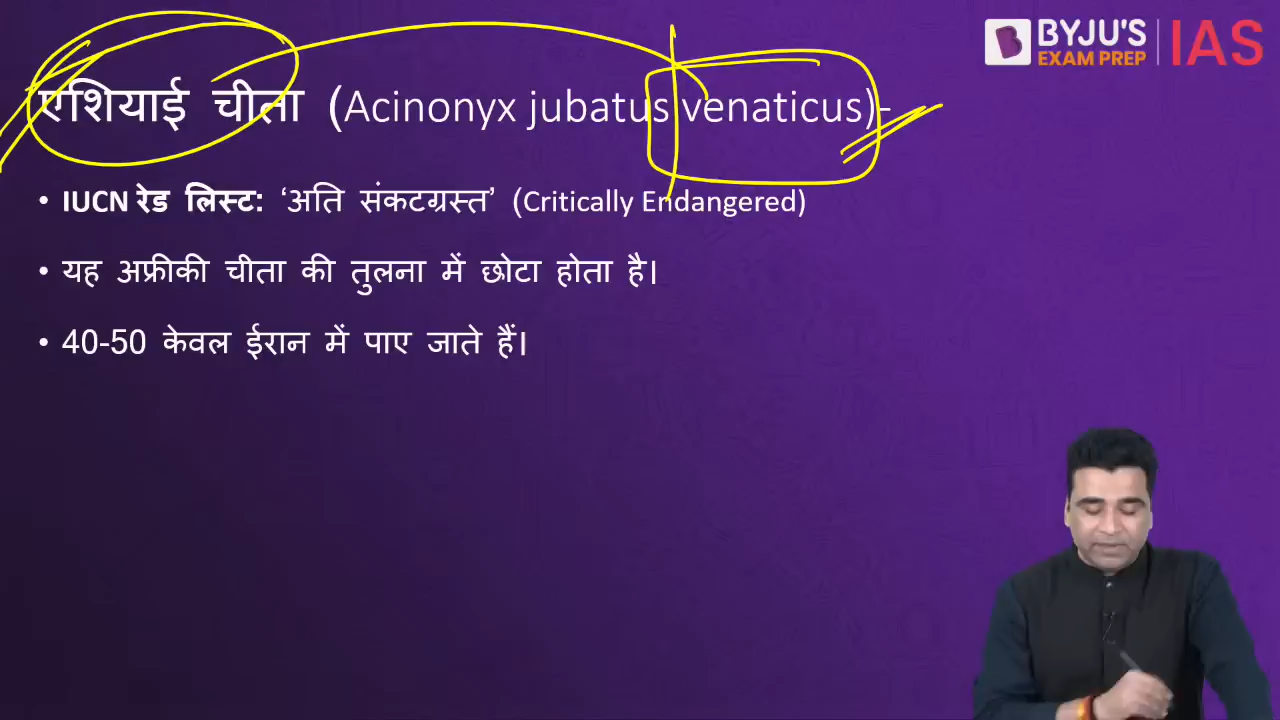 BYJU'S
EXAM PREP
IAS
एशियाई चीता (Acinonyx jubatus venaticus)-
• IUCN रेड लिस्ट: ‘अति संकटग्रस्त’ (Critically Endangered)
• यह अफ्रीकी चीता की तुलना में छोटा होता है।
• 40-50 केवल ईरान में पाए जाते हैं।